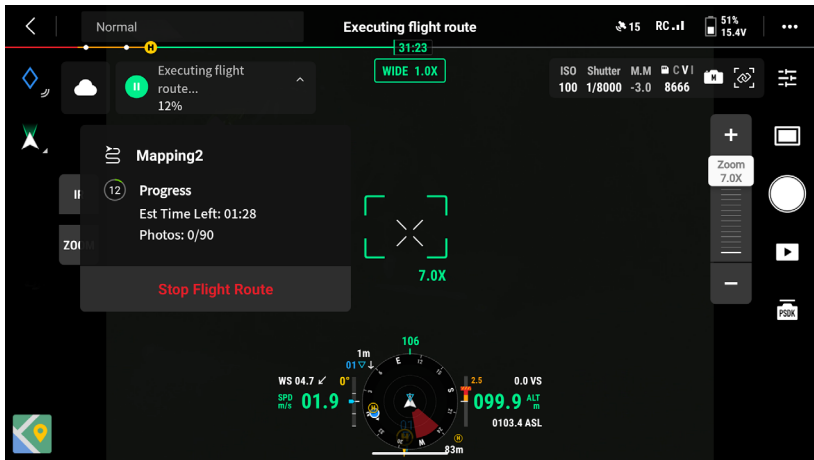 Normal
Executing flight route
15
RC
51%
15.4V
H
31:23
Executing flight
route...
12%
WIDE 1.0X
ISO Shutter M.M C V I
100 1/8000 -3.0 8666
M
Mapping2
12 Progress
Est Time Left: 01:28
Photos: 0/90
Stop Flight Route
ZOO
+
Zoom
7.0X
−
7.0X
PSDK
106
1m
01
E
S
W
WS 04.7
0°
2.5
0.0 VS
SPD
m/s
01.9
099.9
ALT
m
0103.4 ASL
H
83m